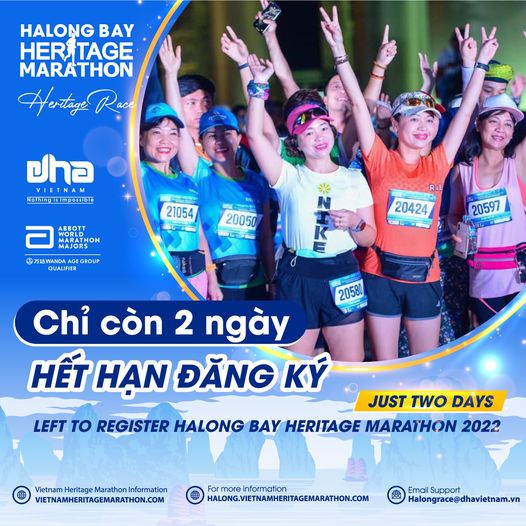 HALONG BAY
HERITAGE
MARATHON
Heritage Race
dha
VIETNAM
Nothing is impossible
ABBOTT
WORLD
MARATHON
MAJORS
万达 WANDA AGE GROUP
QUALIFIER
21054
20050
NIKE
20580
20424
20597
Chỉ còn 2 ngày
HẾT HẠN ĐĂNG KÝ
JUST TWO DAYS
LEFT TO REGISTER HALONG BAY HERITAGE MARATHON 2022
Vietnam Heritage Marathon Information
VIETNAMHERITAGEMARATHON.COM
For more information
HALONG.VIETNAMHERITAGEMARATHON.COM
Email Support
Halongrace@dhavietnam.com